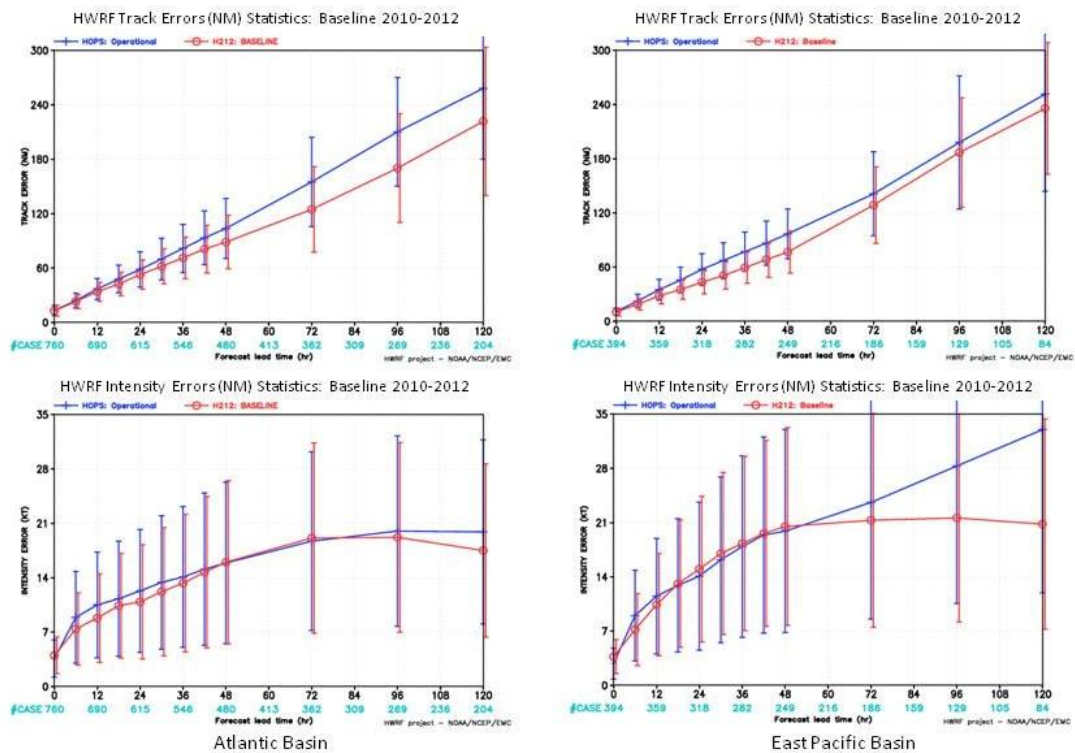 HWRF Track Errors (NM) Statistics: Baseline 2010-2012
HOPS: Operational H212: BASELINE
300
240
180
120
60
0
TRACK ERROR (NM)
0 12 24 36 48 60 72 84 96 108 120
#CASE 760 690 615 546 480 413 362 309 269 231 204
Forecast lead time (hr)
HWRF project - NOAA/NCEP/EMC
HWRF Track Errors (NM) Statistics: Baseline 2010-2012
HOPS: Operational H212: Baseline
300
240
180
120
60
0
TRACK ERROR (NM)
0 12 24 36 48 60 72 84 96 108 120
#CASE 394 359 318 282 249 216 186 159 129 105 84
Forecast lead time (hr)
HWRF project - NOAA/NCEP/EMC
HWRF Intensity Errors (NM) Statistics: Baseline 2010-2012
HOPS: Operational H212: BASELINE
35
28
21
14
7
0
INTENSITY ERROR (KT)
0 12 24 36 48 60 72 84 96 108 120
#CASE 760 690 615 546 480 413 362 309 269 231 204
Forecast lead time (hr)
HWRF project - NOAA/NCEP/EMC
Atlantic Basin
HWRF Intensity Errors (NM) Statistics: Baseline 2010-2012
HOPS: Operational H212: Baseline
35
28
21
14
7
0
INTENSITY ERROR (KT)
0 12 24 36 48 60 72 84 96 108 120
#CASE 394 359 318 282 249 216 186 159 129 105 84
Forecast lead time (hr)
HWRF project - NOAA/NCEP/EMC
East Pacific Basin